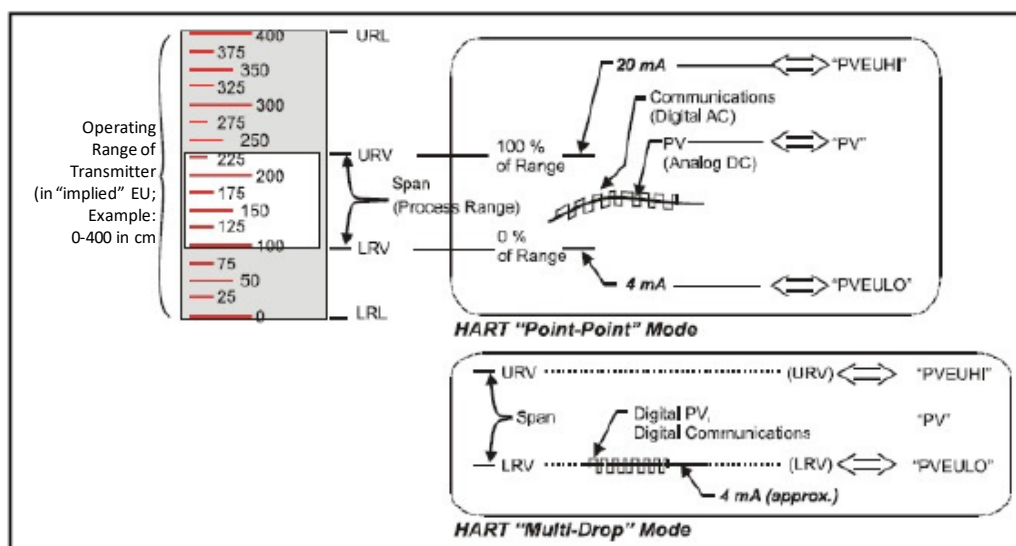 Operating
Range of
Transmitter
(in "implied" EU;
Example:
0-400 in cm
400
375
350
325
300
275
250
225
200
175
150
125
100
75
50
25
0
URL
URV
Span
(Process Range)
LRV
LRL
100 %
of Range
0 %
of Range
20 mA
"PVEUHI"
Communications
(Digital AC)
PV
(Analog DC)
"PV"
4 mA
"PVEULO"
HART "Point-Point" Mode
URV
(URV)
"PVEUHI"
Span
Digital PV,
Digital Communications
"PV"
LRV
(LRV)
"PVEULO"
4 mA (approx.)
HART "Multi-Drop" Mode